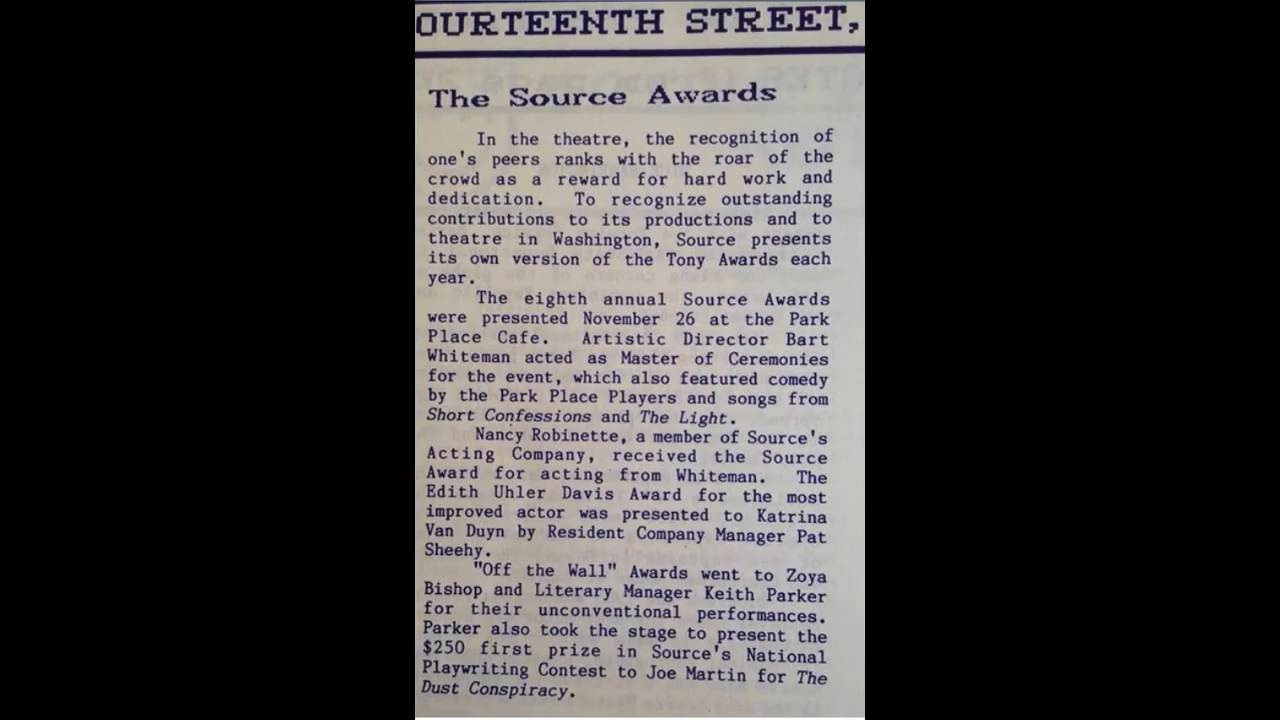 OURTEENTH STREET,
The Source Awards
In the theatre, the recognition of
one's peers ranks with the roar of the
crowd as a reward for hard work and
dedication. To recognize outstanding
contributions to its productions and to
theatre in Washington, Source presents
its own version of the Tony Awards each
year.
The eighth annual Source Awards
were presented November 26 at the Park
Place Cafe. Artistic Director Bart
Whiteman acted as Master of Ceremonies
for the event, which also featured comedy
by the Park Place Players and songs from
Short Confessions and The Light.
Nancy Robinette, a member of Source's
Acting Company, received the Source
Award for acting from Whiteman. The
Edith Uhler Davis Award for the most
improved actor was presented to Katrina
Van Duyn by Resident Company Manager Pat
Sheehy.
"Off the Wall" Awards went to Zoya
Bishop and Literary Manager Keith Parker
for their unconventional performances.
Parker also took the stage to present the
$250 first prize in Source's National
Playwriting Contest to Joe Martin for The
Dust Conspiracy.